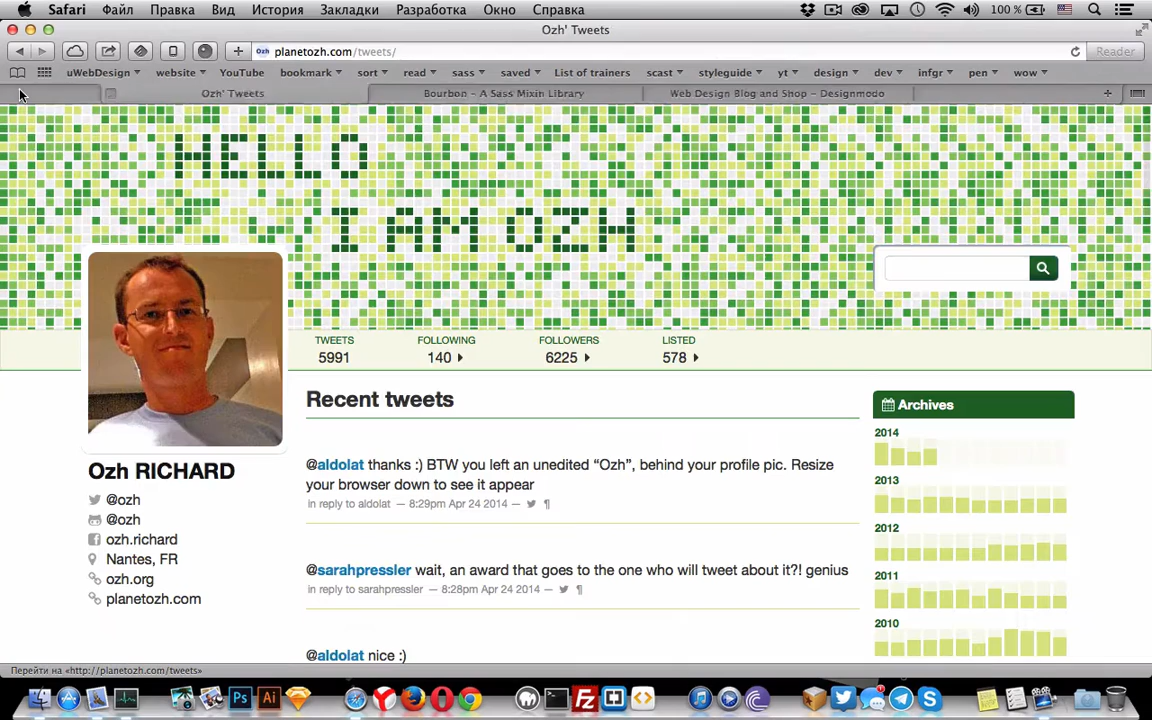 Safari Файл Правка Вид История Закладки Разработка Окно Справка 100 %
Ozh' Tweets
Ozh planetozh.com/tweets/ Reader
uWebDesign website YouTube bookmark sort read sass saved List of trainers scast styleguide yt design dev infgr pen wow
Ozh' Tweets Bourbon – A Sass Mixin Library Web Design Blog and Shop – Designmodo
HELLO
I AM OZH
TWEETS FOLLOWING FOLLOWERS LISTED
5991 140 6225 578
Recent tweets
Archives
2014
@aldolat thanks :) BTW you left an unedited “Ozh”, behind your profile pic. Resize
your browser down to see it appear
in reply to aldolat — 8:29pm Apr 24 2014 — ¶
2013
2012
@sarahpressler wait, an award that goes to the one who will tweet about it?! genius
in reply to sarahpressler — 8:28pm Apr 24 2014 — ¶
2011
2010
@aldolat nice :)
Ozh RICHARD
@ozh
@ozh
ozh.richard
Nantes, FR
ozh.org
planetozh.com
Перейти на «http://planetozh.com/tweets»
Ps Ai Fz